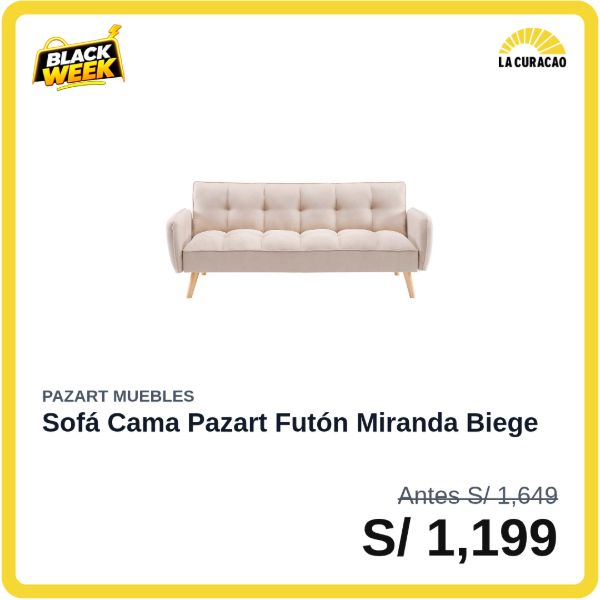 BLACK
WEEK
LA CURACAO
PAZART MUEBLES
Sofá Cama Pazart Futón Miranda Biege
Antes S/ 1,649
S/ 1,199